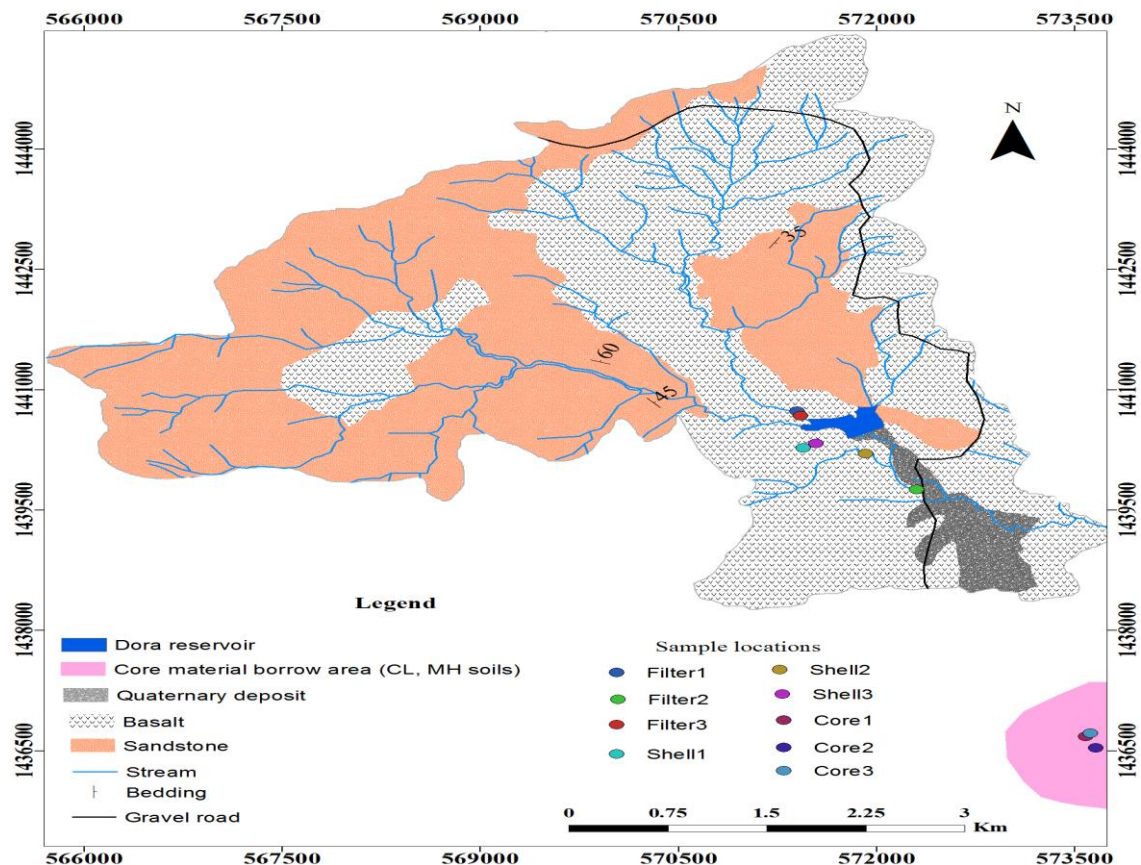 566000 567500 569000 570500 572000 573500
N
1444000 1444000
35
1442500 1442500
60
1441000 1441000
45
1439500 1439500
Legend
1438000 1438000
Dora reservoir
Core material borrow area (CL, MH soils)
Quaternary deposit
Basalt
Sandstone
Stream
Bedding
Gravel road
Sample locations
Filter1
Filter2
Filter3
Shell1
Shell2
Shell3
Core1
Core2
Core3
1436500 1436500
0 0.75 1.5 2.25 3
Km
566000 567500 569000 570500 572000 573500